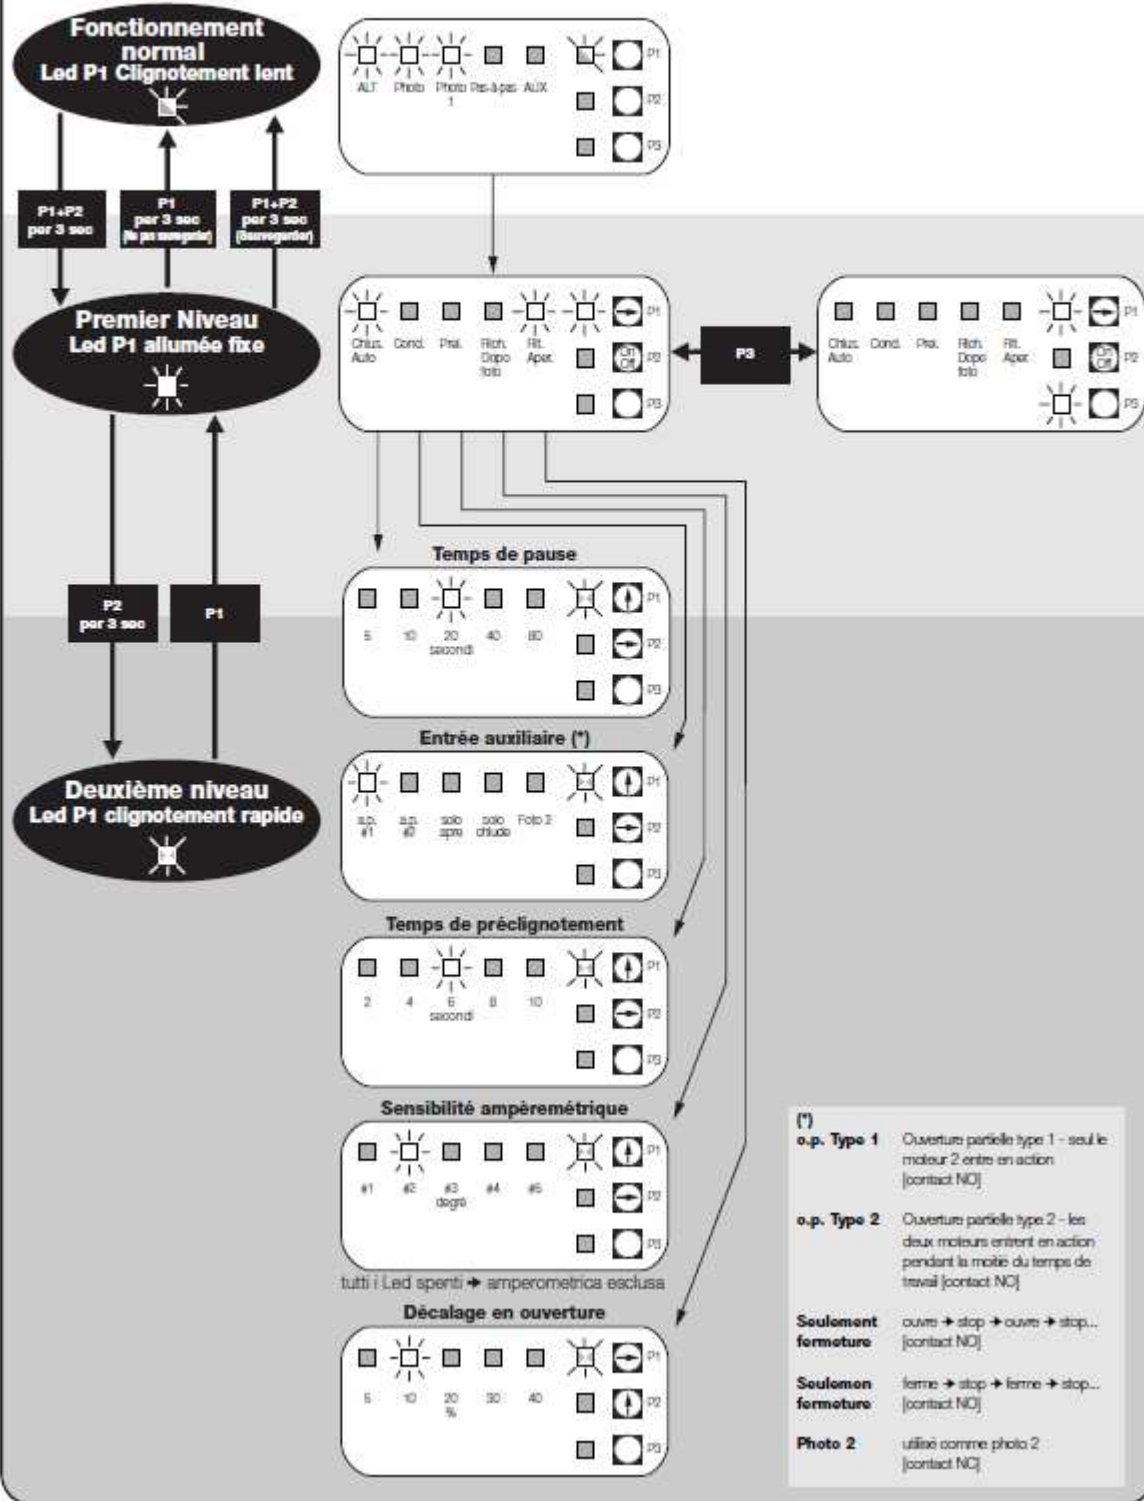 Fonctionnement
normal
Led P1 Clignotement lent
ALT Photo Photo 1 Pas-à-pas AUX
P1
P2
P3
P1+P2
per 3 sec
P1
per 3 sec
(Ne pas sauvegarder)
P1+P2
per 3 sec
(Sauvegarder)
Premier Niveau
Led P1 allumée fixe
Chius. Auto Cond. Prel. Rich. Dopo foto Rit. Aper.
P1
On Off P2
P3
P3
Chius. Auto Cond. Prel. Rich. Dopo foto Rit. Aper.
P1
On Off P2
P3
P2
per 3 sec
P1
Temps de pause
5 10 20 40 80
secondi
P1
P2
P3
Deuxième niveau
Led P1 clignotement rapide
Entrée auxiliaire (*)
a.p. #1 a.p. #2 solo apre solo chiude Foto 2
P1
P2
P3
Temps de préclignotement
2 4 6 8 10
secondi
P1
P2
P3
Sensibilité ampèremétrique
#1 #2 #3 #4 #5
degré
P1
P2
P3
tutti i Led spenti ➔ amperometrica esclusa
Décalage en ouverture
5 10 20 30 40
%
P1
P2
P3
(*)
o.p. Type 1 Ouverture partielle type 1 - seul le
moteur 2 entre en action
[contact NO]
o.p. Type 2 Ouverture partielle type 2 - les
deux moteurs entrent en action
pendant la moitié du temps de
travail [contact NO]
Seulement ouvre ➔ stop ➔ ouvre ➔ stop...
fermeture [contact NO]
Seulemen ferme ➔ stop ➔ ferme ➔ stop...
fermeture [contact NO]
Photo 2 utilisé comme photo 2
[contact NC]